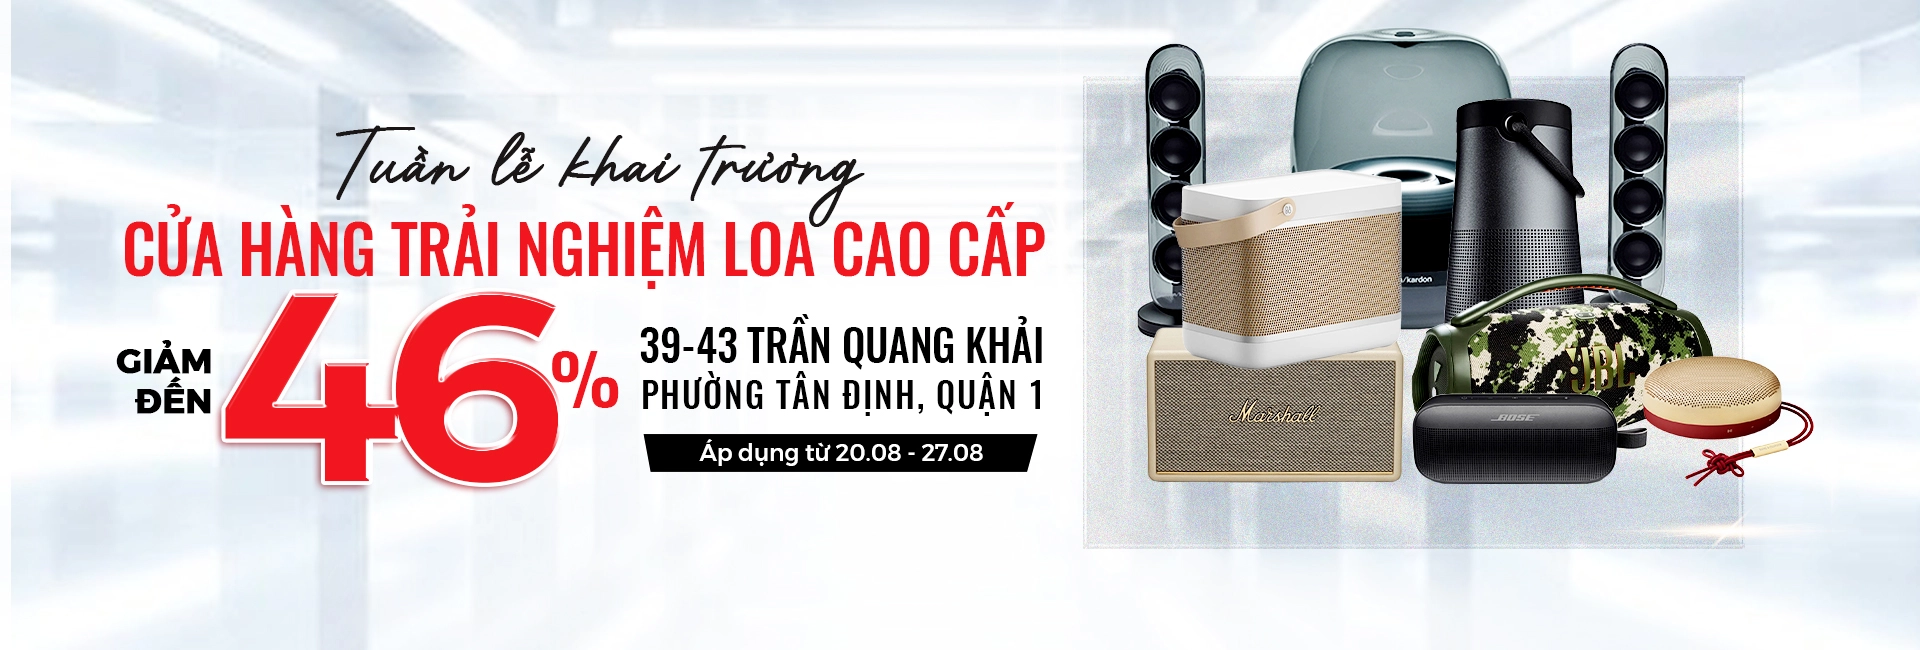 Tuần lễ khai trương
CỬA HÀNG TRẢI NGHIỆM LOA CAO CẤP
GIẢM
ĐẾN
46%
39-43 TRẦN QUANG KHẢI
PHƯỜNG TÂN ĐỊNH, QUẬN 1
Áp dụng từ 20.08 - 27.08
/kardon
JBL
Marshall
BOSE